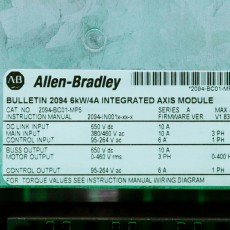 *2094-BC01-MP
AB Allen-Bradley
BULLETIN 2094 6kW/4A INTEGRATED AXIS MODULE
CAT NO 2094-BC01-MP5 SERIES A MAX
INSTRUCTION MANUAL 2094-IN001x-xx-x FIRMWARE VER V1.83
DC LINK INPUT 650 V dc 10 A
MAIN INPUT 380/460 V ac 10 A 3 PH
CONTROL INPUT 95-264 V ac 6 A 1 PH
BUSS OUTPUT 650 V dc 10 A
MOTOR OUTPUT 0-460 V rms 3 PH 0-400 H
CONTROL OUTPUT 95-264 V ac 6 A 1 PH
FOR TORQUE VALUES SEE INSTRUCTION MANUAL WIRING DIAGRAM